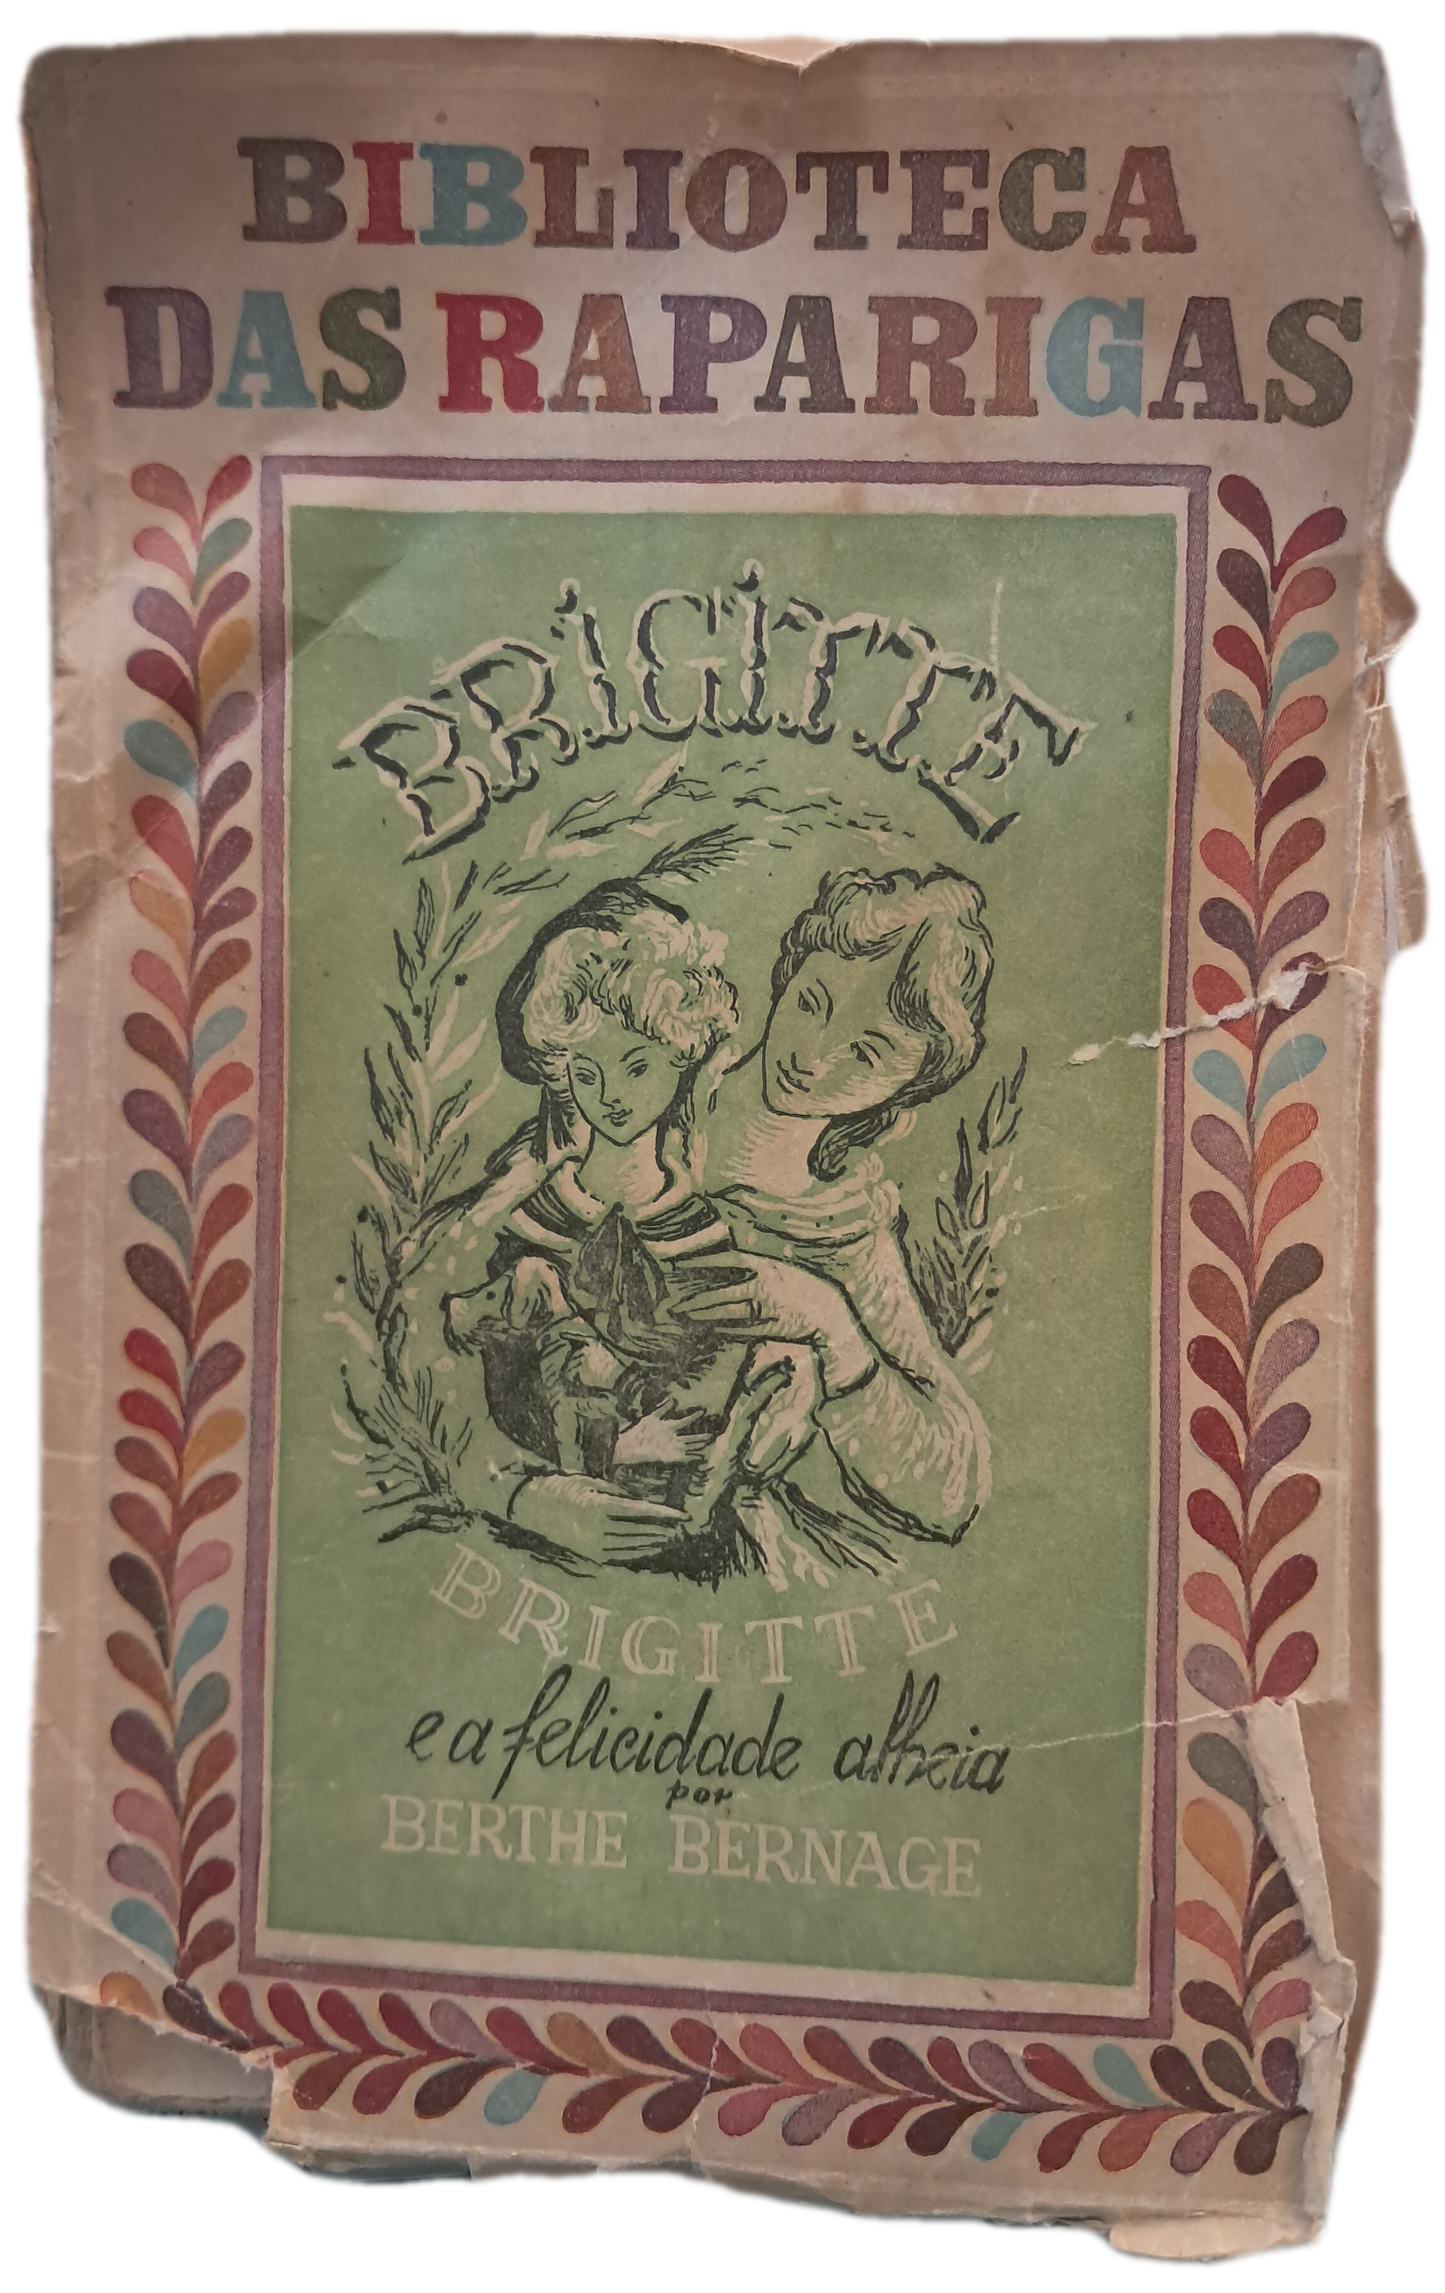 BIBLIOTECA
DAS RAPARIGAS
BRIGITTE
BRIGITTE
e a felicidade alheia
por
BERTHE BERNAGE